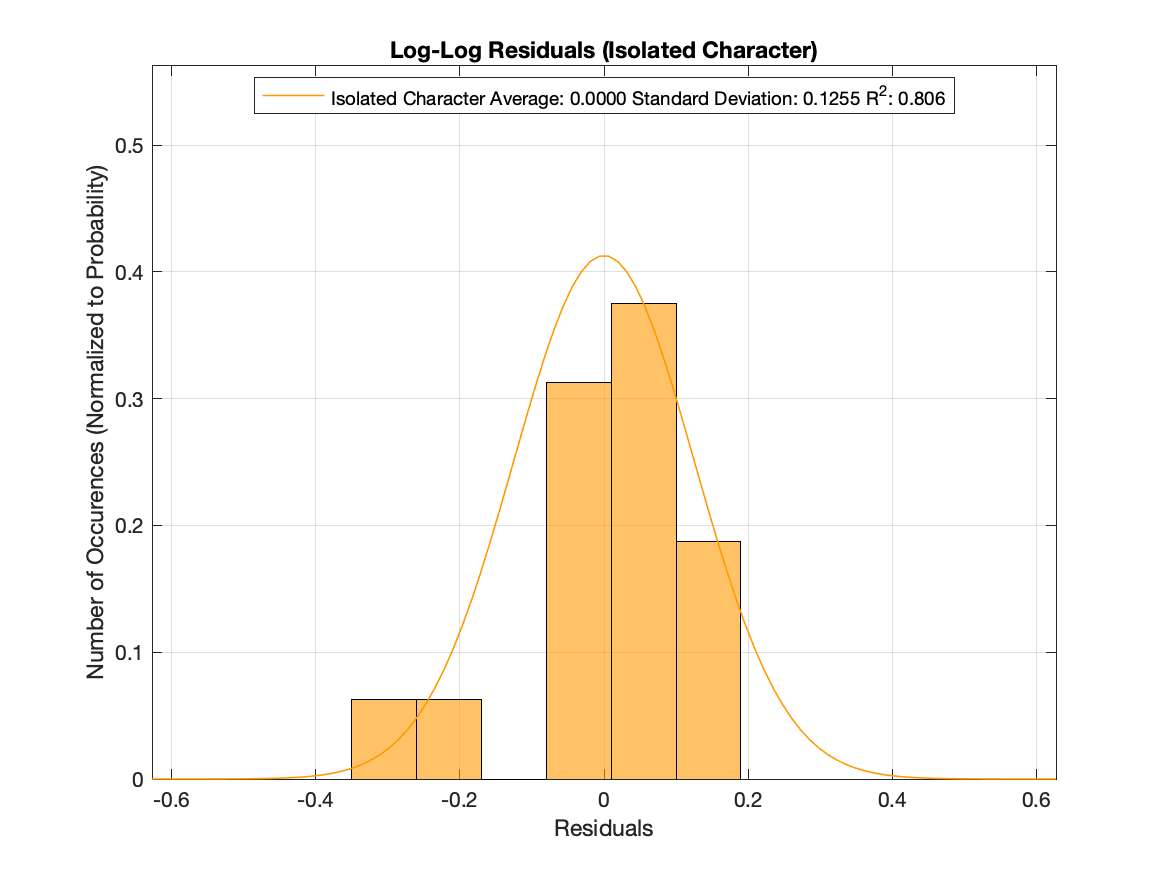 Log-Log Residuals (Isolated Character)
Isolated Character Average: 0.0000 Standard Deviation: 0.1255 R²: 0.806
Number of Occurences (Normalized to Probability)
0.5
0.4
0.3
0.2
0.1
0
-0.6 -0.4 -0.2 0 0.2 0.4 0.6
Residuals